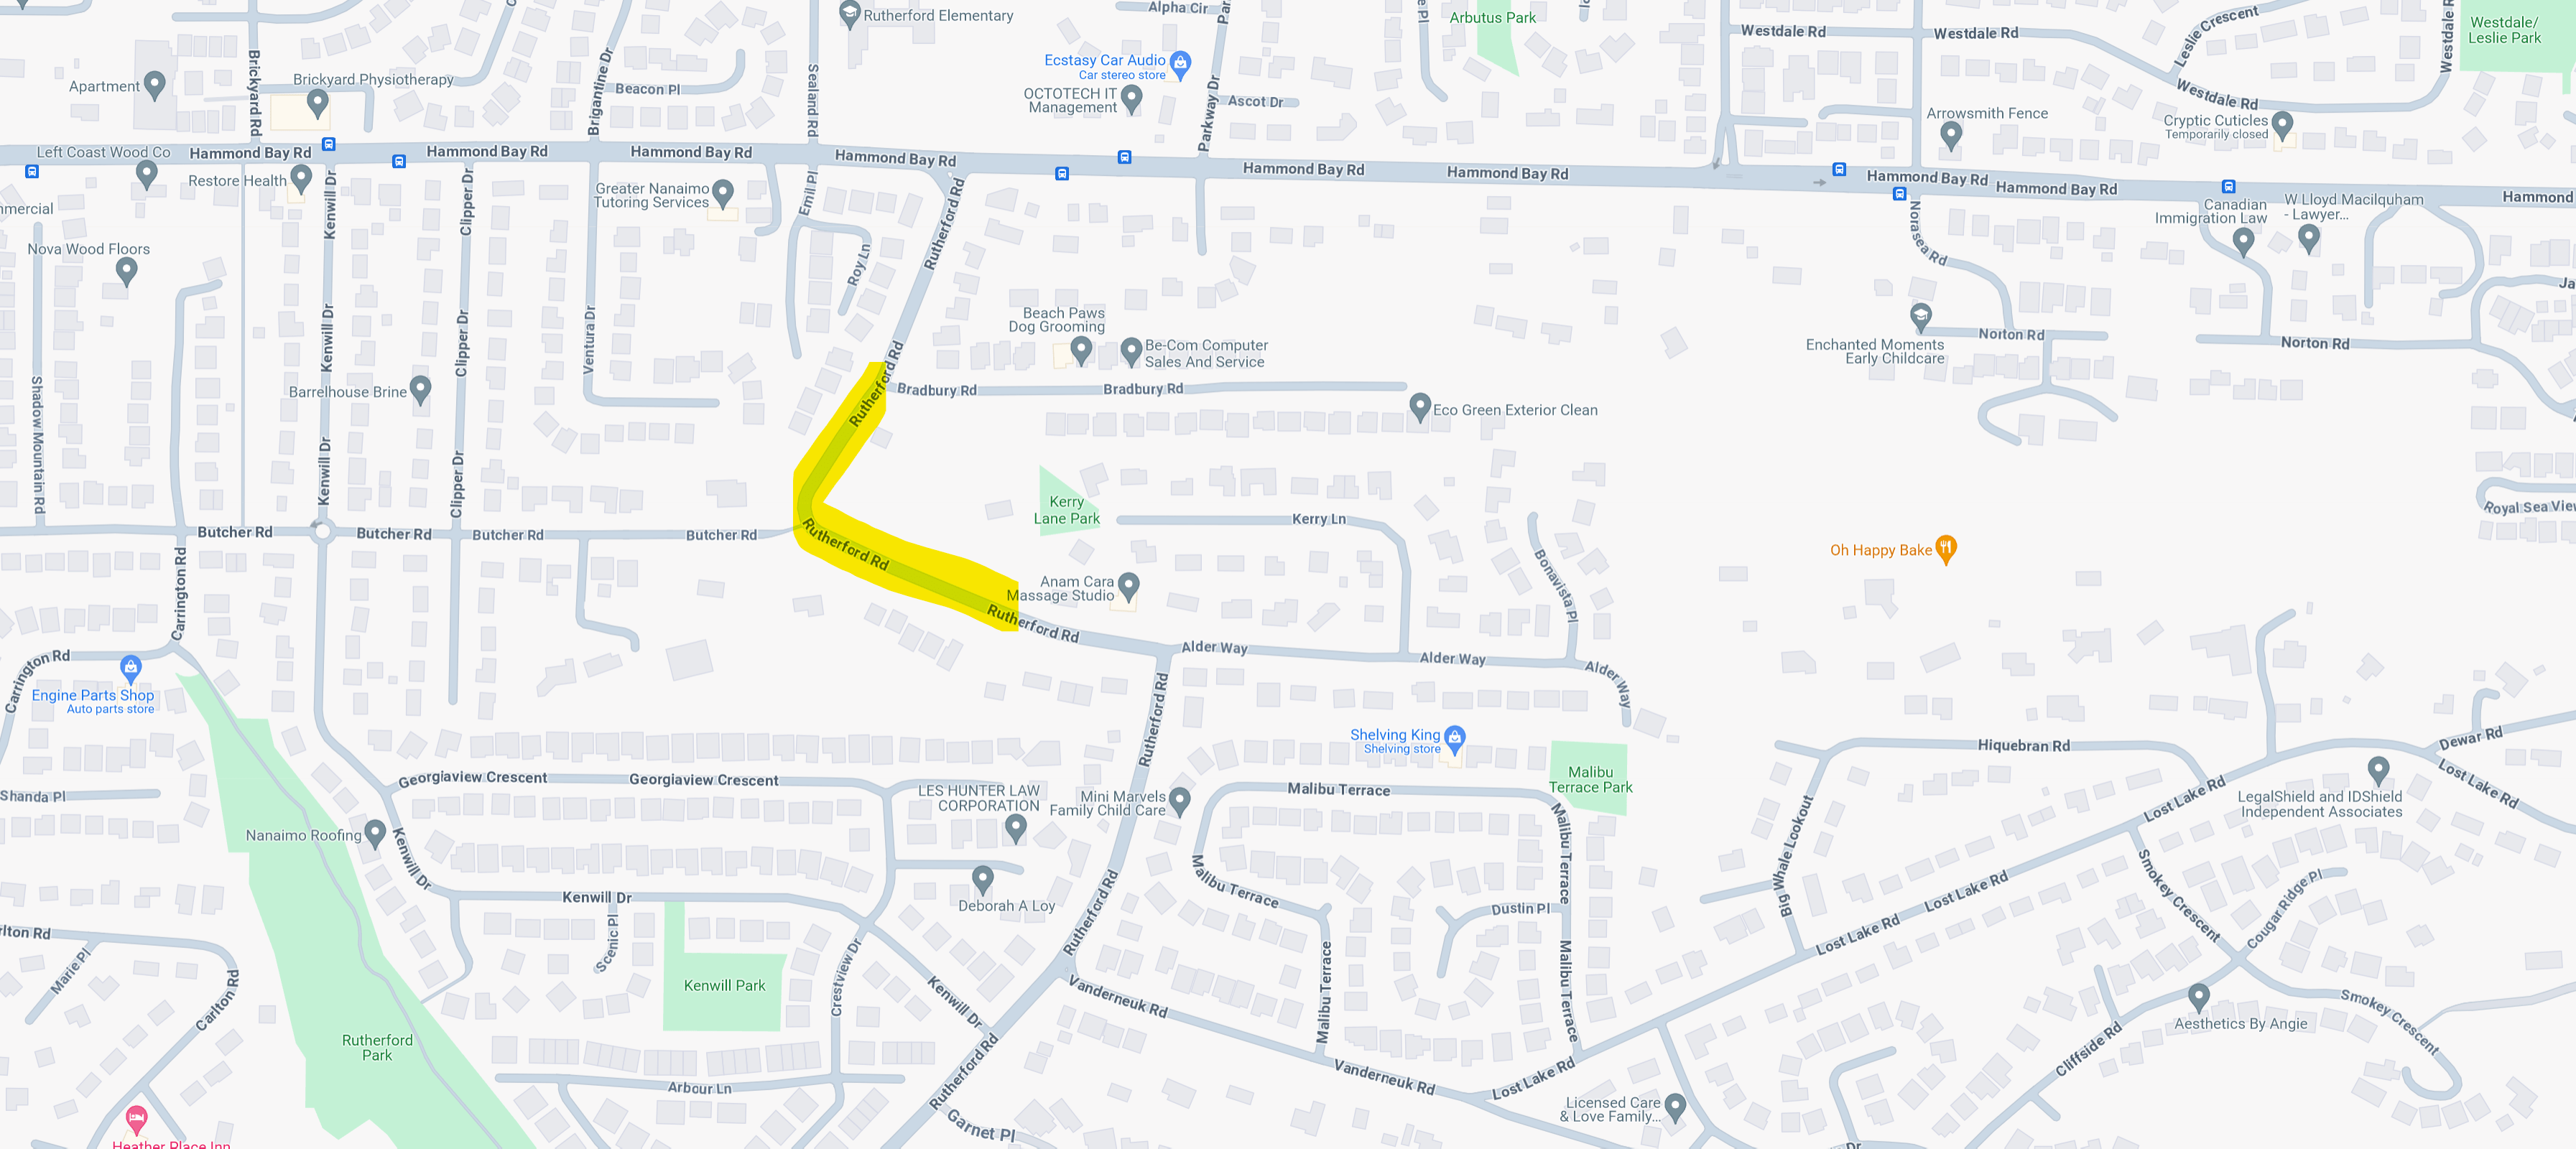 Rutherford Elementary
Alpha Cir
Arbutus Park
Westdale Rd
Westdale Rd
Leslie Crescent
Westdale/
Leslie Park
Brickyard Rd
Apartment
Brickyard Physiotherapy
Brigantine Dr
Beacon Pl
Sealand Rd
Ecstasy Car Audio
Car stereo store
OCTOTECH IT
Management
Parkway Dr
Ascot Dr
Westdale Rd
Arrowsmith Fence
Cryptic Cuticles
Temporarily closed
Left Coast Wood Co
Hammond Bay Rd
Hammond Bay Rd
Hammond Bay Rd
Hammond Bay Rd
Hammond Bay Rd
Hammond Bay Rd
Hammond Bay Rd
Hammond Bay Rd
Hammond
Restore Health
Kenwill Dr
Clipper Dr
Greater Nanaimo
Tutoring Services
Emil Pl
Roy Ln
Rutherford Rd
Norasea Rd
Canadian
Immigration Law
W Lloyd Macilquham
- Lawyer...
mmercial
Nova Wood Floors
Kenwill Dr
Clipper Dr
Ventura Dr
Beach Paws
Dog Grooming
Be-Com Computer
Sales And Service
Enchanted Moments
Early Childcare
Norton Rd
Norton Rd
Ja
Shadow Mountain Rd
Barrelhouse Brine
Rutherford Rd
Bradbury Rd
Bradbury Rd
Eco Green Exterior Clean
Kenwill Dr
Clipper Dr
Kerry
Lane Park
Kerry Ln
Royal Sea View
Butcher Rd
Butcher Rd
Butcher Rd
Butcher Rd
Rutherford Rd
Bonavista Pl
Oh Happy Bake
Carrington Rd
Anam Cara
Massage Studio
Rutherford Rd
Alder Way
Alder Way
Alder Way
Carrington Rd
Engine Parts Shop
Auto parts store
Rutherford Rd
Shelving King
Shelving store
Malibu
Terrace Park
Hiquebran Rd
Dewar Rd
Lost Lake Rd
Lost Lake Rd
Shanda Pl
Georgiaview Crescent
Georgiaview Crescent
LES HUNTER LAW
CORPORATION
Mini Marvels
Family Child Care
Malibu Terrace
Malibu Terrace
LegalShield and IDShield
Independent Associates
Nanaimo Roofing
Kenwill Dr
Kenwill Dr
Deborah A Loy
Rutherford Rd
Malibu Terrace
Dustin Pl
Big Whale Lookout
Lost Lake Rd
Lost Lake Rd
Smokey Crescent
Cougar Ridge Pl
rlton Rd
Marie Pl
Carlton Rd
Scenic Pl
Kenwill Park
Crestview Dr
Kenwill Dr
Vanderneuk Rd
Malibu Terrace
Malibu Terrace
Smokey Crescent
Aesthetics By Angie
Rutherford
Park
Arbour Ln
Rutherford Rd
Vanderneuk Rd
Lost Lake Rd
Cliffside Rd
Garnet Pl
Licensed Care
& Love Family...
Heather Place Inn
Dr